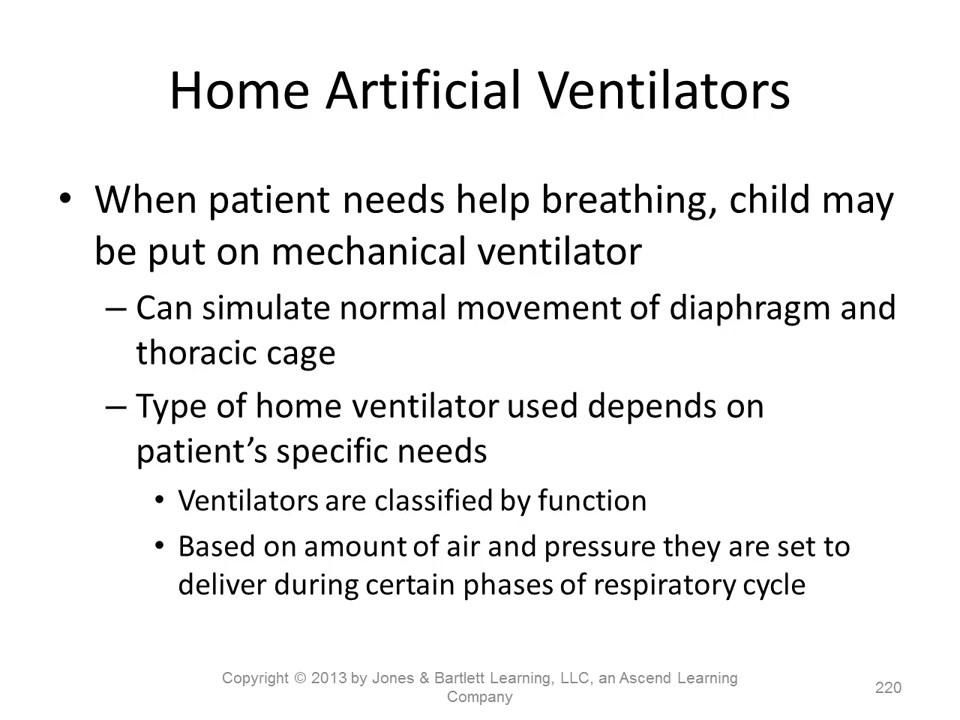 Home Artificial Ventilators
• When patient needs help breathing, child may
be put on mechanical ventilator
– Can simulate normal movement of diaphragm and
thoracic cage
– Type of home ventilator used depends on
patient’s specific needs
• Ventilators are classified by function
• Based on amount of air and pressure they are set to
deliver during certain phases of respiratory cycle
Copyright © 2013 by Jones & Bartlett Learning, LLC, an Ascend Learning
Company
220